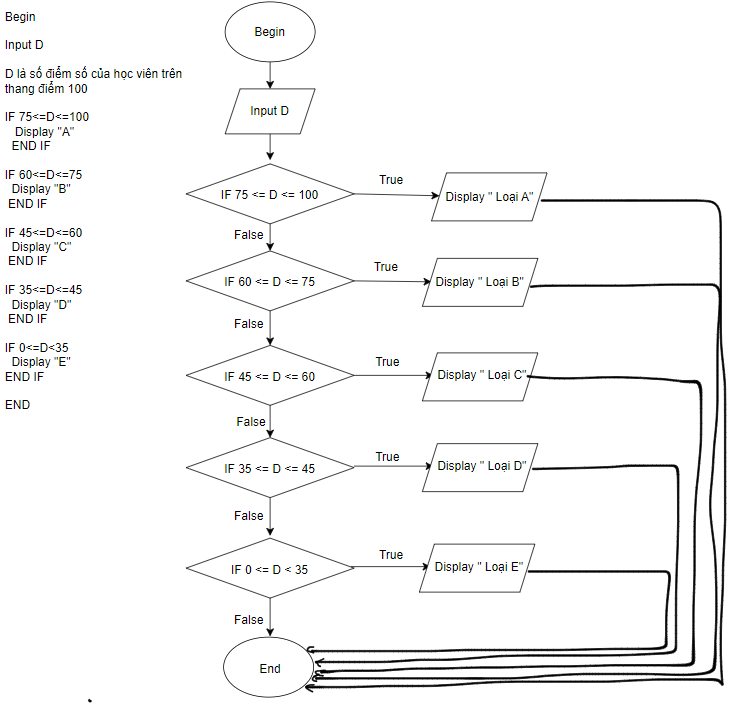 Begin
Input D
D là số điểm số của học viên trên
thang điểm 100
IF 75<=D<=100
Display "A"
END IF
IF 60<=D<=75
Display "B"
END IF
IF 45<=D<=60
Display "C"
END IF
IF 35<=D<=45
Display "D"
END IF
IF 0<=D<35
Display "E"
END IF
END
Begin
Input D
IF 75 <= D <= 100
True
Display " Loại A"
False
IF 60 <= D <= 75
True
Display " Loại B"
False
IF 45 <= D <= 60
True
Display " Loại C"
False
IF 35 <= D <= 45
True
Display " Loại D"
False
IF 0 <= D < 35
True
Display " Loại E"
False
End